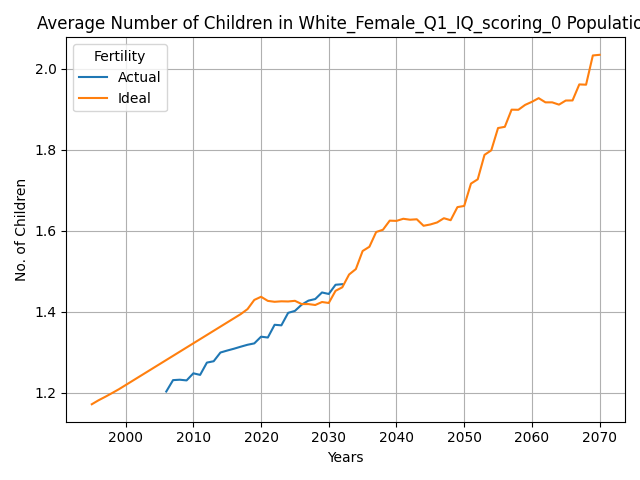 Average Number of Children in White_Female_Q1_IQ_scoring_0 Populatio
Fertility
Actual
Ideal
No. of Children
2.0
1.8
1.6
1.4
1.2
2000 2010 2020 2030 2040 2050 2060 2070
Years